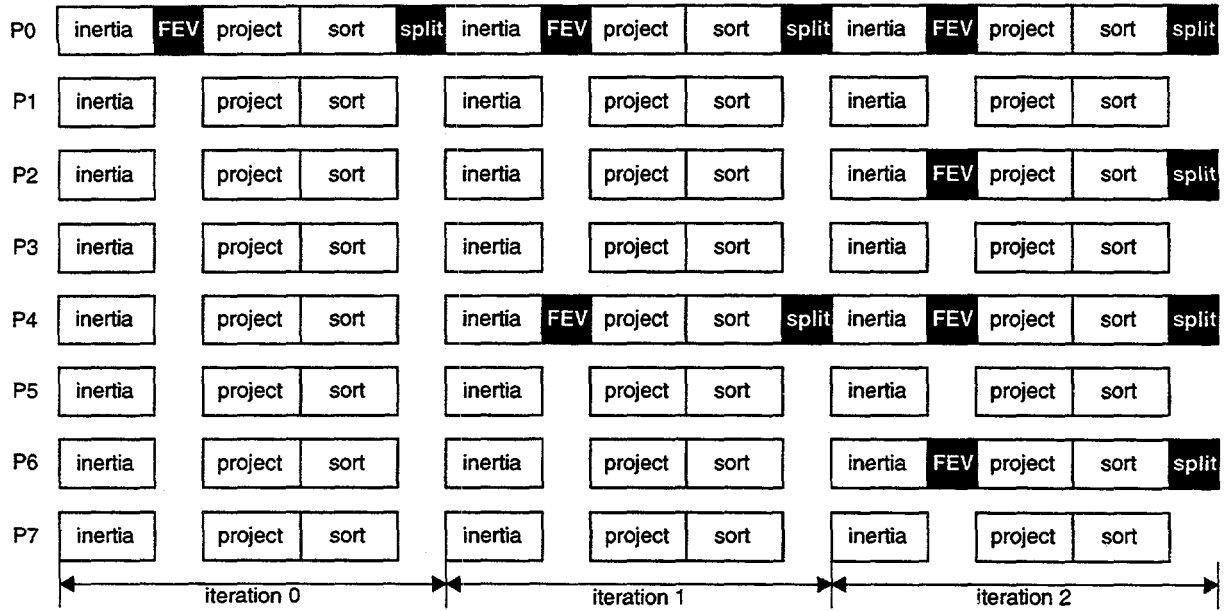 P0 inertia FEV project sort split inertia FEV project sort split inertia FEV project sort split
P1 inertia project sort inertia project sort inertia project sort
P2 inertia project sort inertia project sort inertia FEV project sort split
P3 inertia project sort inertia project sort inertia project sort
P4 inertia project sort inertia FEV project sort split inertia FEV project sort split
P5 inertia project sort inertia project sort inertia project sort
P6 inertia project sort inertia project sort inertia FEV project sort split
P7 inertia project sort inertia project sort inertia project sort
iteration 0 iteration 1 iteration 2